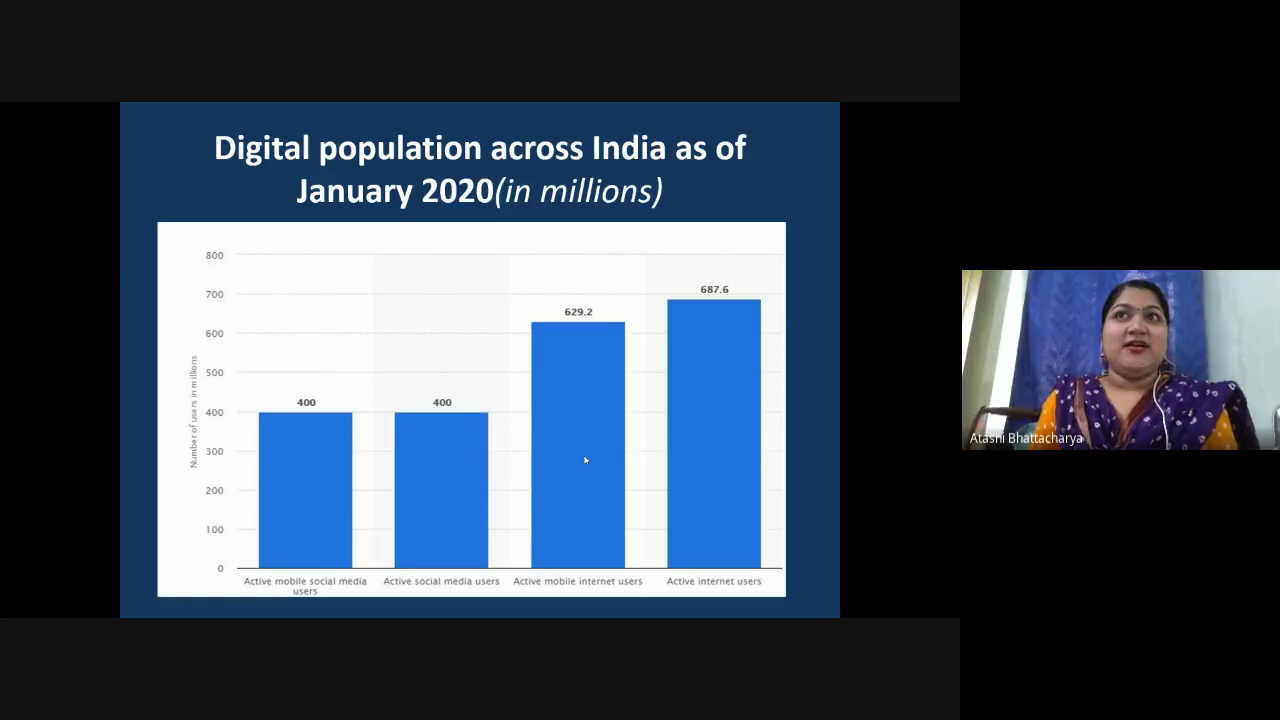 Digital population across India as of
January 2020(in millions)
800
700
600
500
400
300
200
100
0
Number of users in millions
400
400
629.2
687.6
Active mobile social media
users
Active social media users
Active mobile internet users
Active internet users
Atashi Bhattacharya